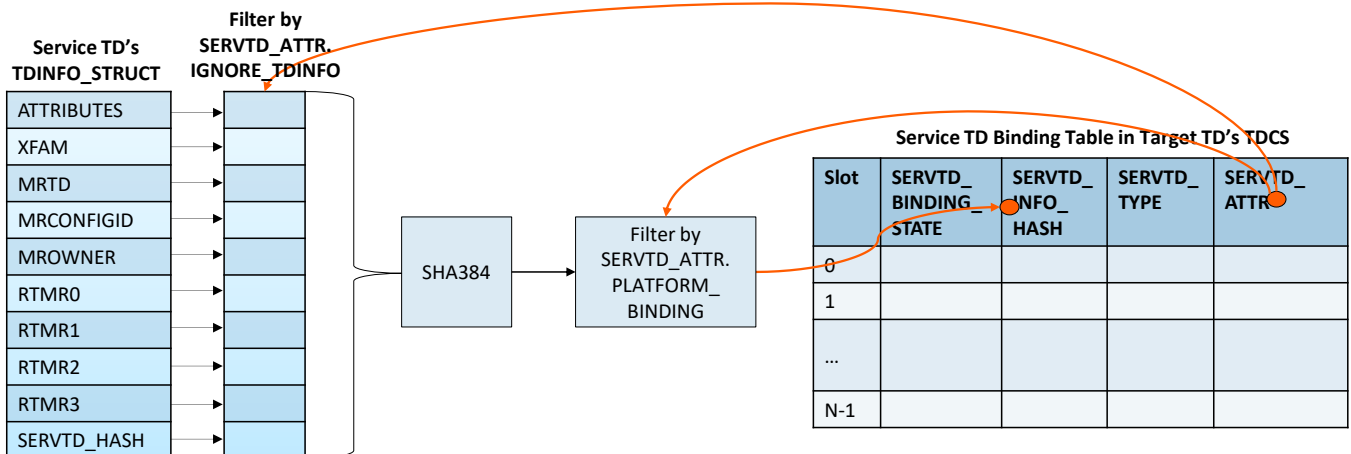 Service TD's
TDINFO_STRUCT
ATTRIBUTES
XFAM
MRTD
MRCONFIGID
MROWNER
RTMR0
RTMR1
RTMR2
RTMR3
SERVTD_HASH
Filter by
SERVTD_ATTR.
IGNORE_TDINFO
SHA384
Filter by
SERVTD_ATTR.
PLATFORM_
BINDING
Service TD Binding Table in Target TD's TDCS
Slot
SERVTD_
BINDING_
STATE
SERVTD_
INFO_
HASH
SERVTD_
TYPE
SERVTD_
ATTR
0
1
...
N-1